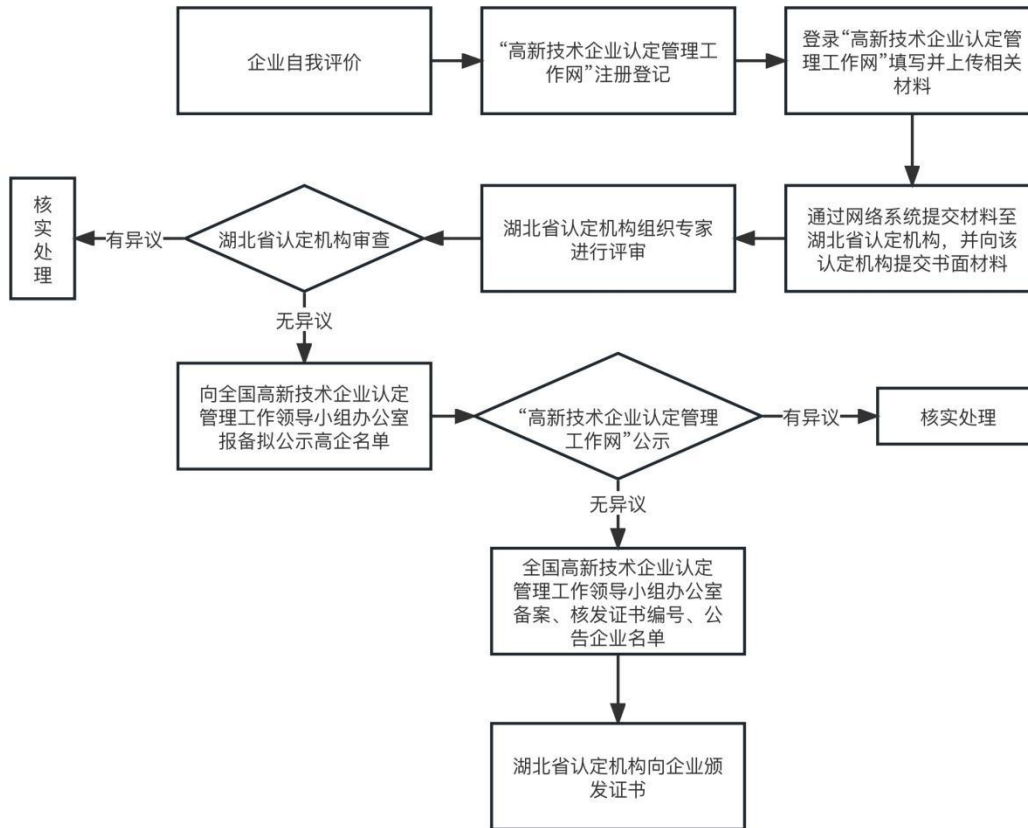 企业自我评价
“高新技术企业认定管理工
作网”注册登记
登录“高新技术企业认定管
理工作网”填写并上传相关
材料
通过网络系统提交材料至
湖北省认定机构，并向该
认定机构提交书面材料
湖北省认定机构组织专家
进行评审
湖北省认定机构审查
有异议
核
实
处
理
无异议
向全国高新技术企业认定
管理工作领导小组办公室
报备拟公示高企名单
“高新技术企业认定管理
工作网”公示
有异议
核实处理
无异议
全国高新技术企业认定
管理工作领导小组办公室
备案、核发证书编号、公
告企业名单
湖北省认定机构向企业颁
发证书